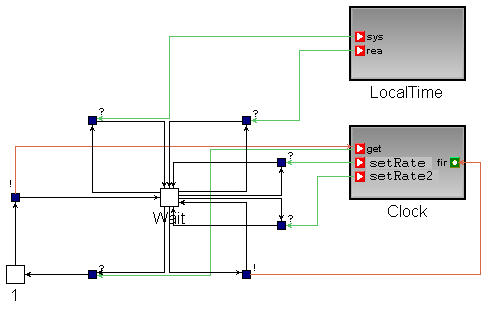 sys
rea
LocalTime
?
?
get
?
setRate
fir
setRate2
!
Wait
?
Clock
?
!
1